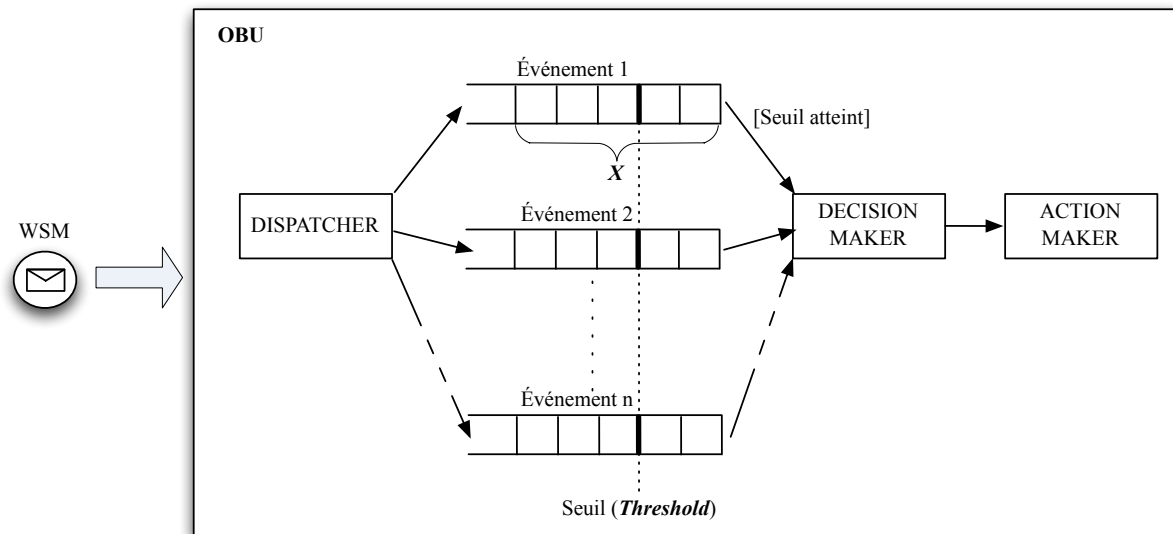 OBU
Événement 1
[Seuil atteint]
X
WSM
DISPATCHER
Événement 2
DECISION
MAKER
ACTION
MAKER
Événement n
Seuil (Threshold)